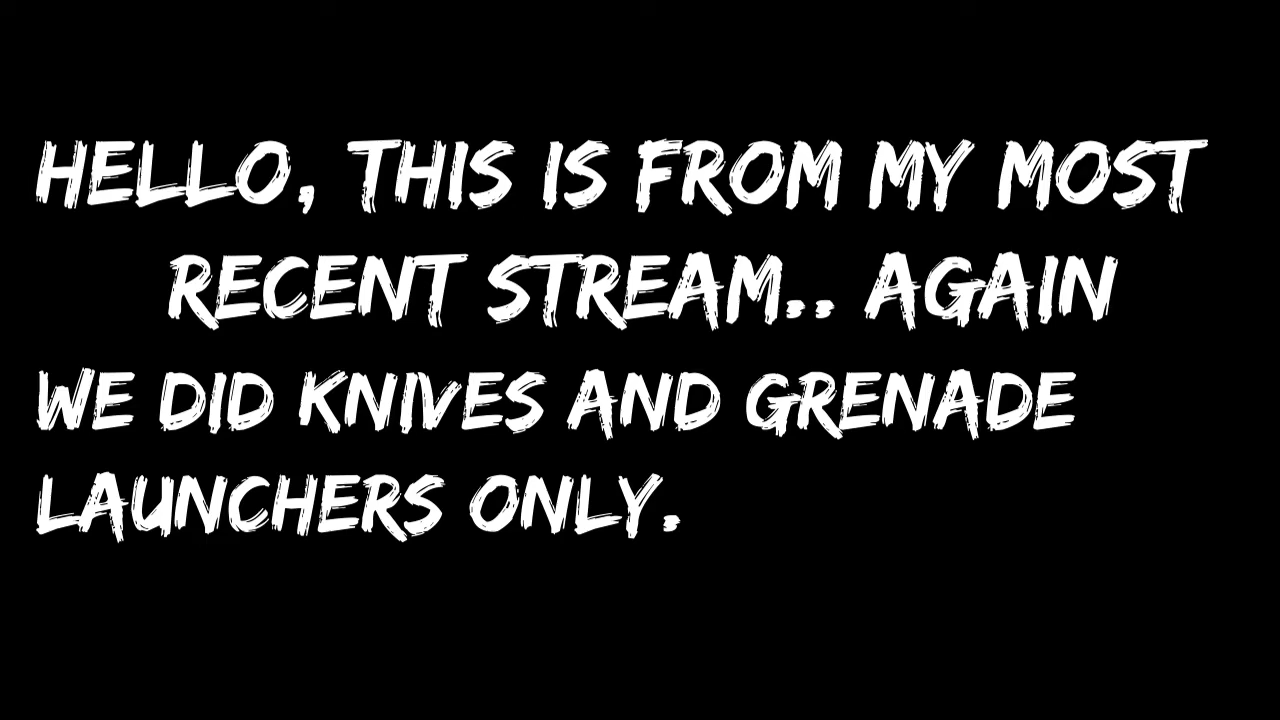 HELLO, THIS IS FROM MY MOST
RECENT STREAM.. AGAIN
WE DID KNIVES AND GRENADE
LAUNCHERS ONLY.